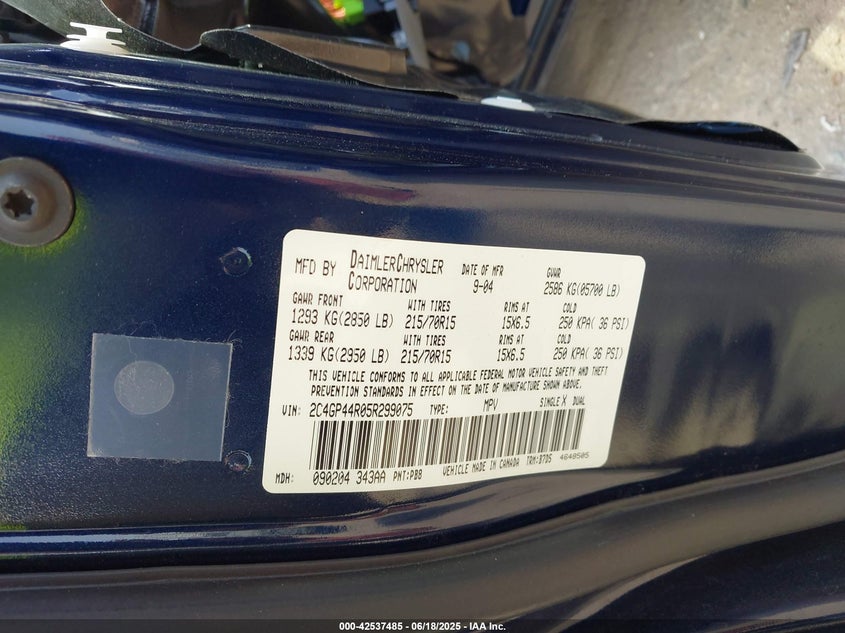 MFD BY DAIMLERCHRYSLER CORPORATION DATE OF MFR 9-04 GVWR 2586 KG(05700 LB)
GAWR FRONT WITH TIRES RIMS AT COLD
1293 KG(2850 LB) 215/70R15 15X6.5 250 KPA( 36 PSI)
GAWR REAR WITH TIRES RIMS AT COLD
1339 KG(2950 LB) 215/70R15 15X6.5 250 KPA( 36 PSI)
THIS VEHICLE CONFORMS TO ALL APPLICABLE FEDERAL MOTOR VEHICLE SAFETY AND THEFT
PREVENTION STANDARDS IN EFFECT ON THE DATE OF MANUFACTURE SHOWN ABOVE.
VIN: 2C4GP44R05R299075 TYPE: MPV SINGLE X DUAL
MDH: 090204 343AA PNT:PB8 VEHICLE MADE IN CANADA TRM:D7D5 4648505
000-42537485 - 06/18/2025 - IAA Inc.